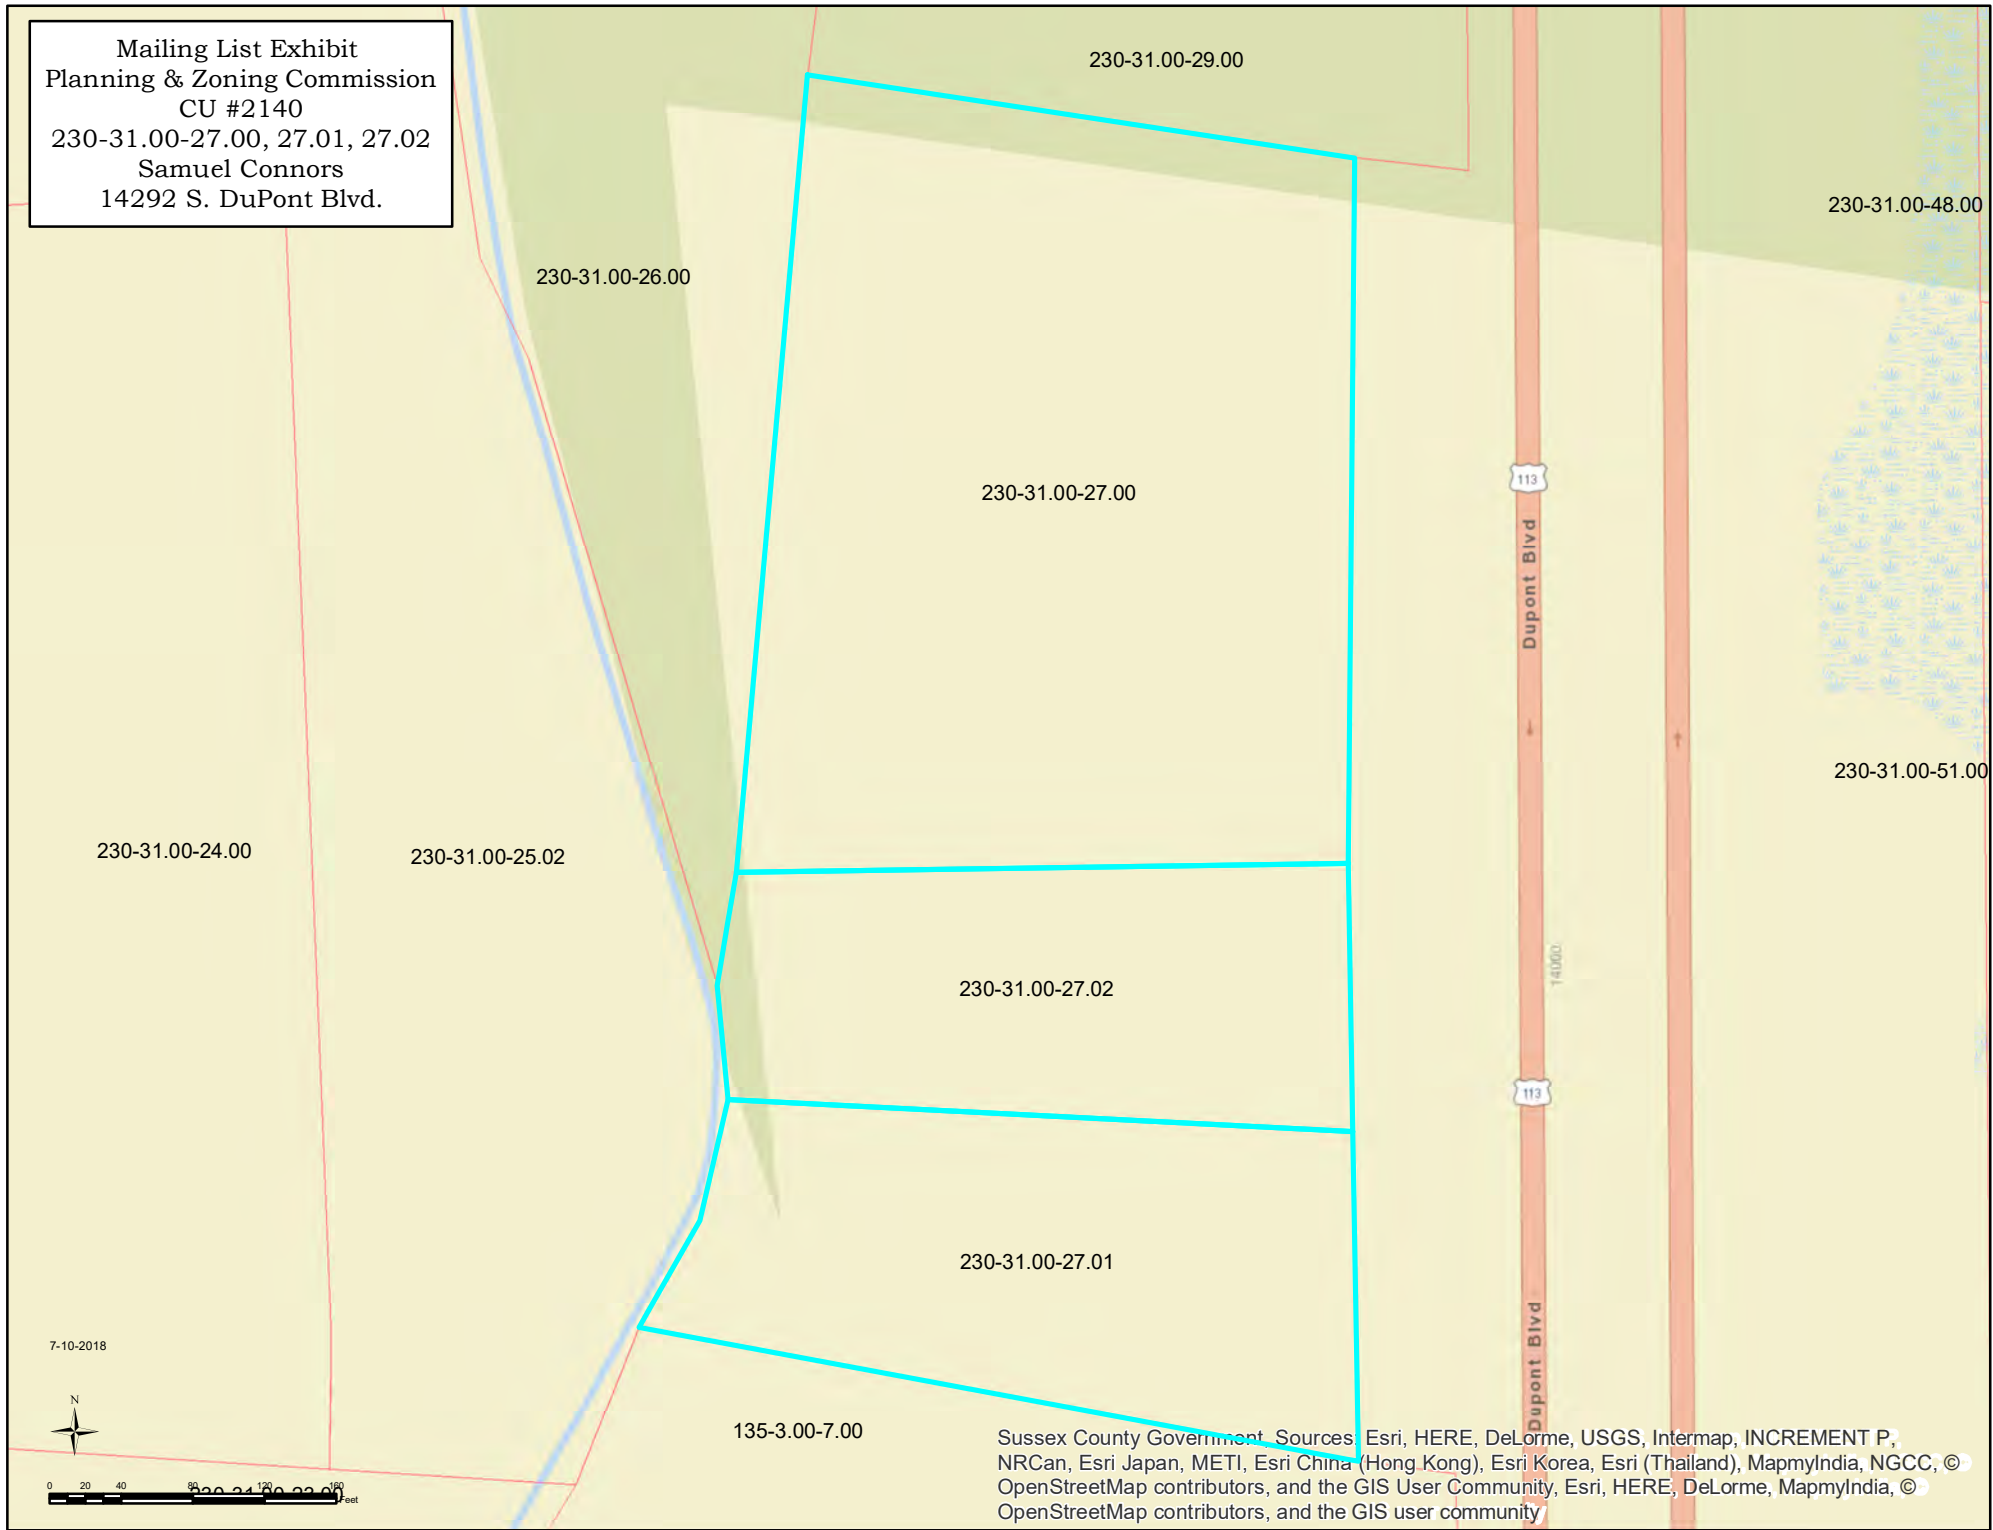 Mailing List Exhibit
Planning & Zoning Commission
CU #2140
230-31.00-27.00, 27.01, 27.02
Samuel Connors
14292 S. DuPont Blvd.
230-31.00-29.00
230-31.00-48.00
230-31.00-26.00
230-31.00-27.00
113
Dupont Blvd
230-31.00-51.00
230-31.00-24.00
230-31.00-25.02
14000
230-31.00-27.02
113
230-31.00-27.01
Dupont Blvd
7-10-2018
N
135-3.00-7.00
0 20 40 80 120 160
Feet
230-31.00-23.00
Sussex County Government, Sources: Esri, HERE, DeLorme, USGS, Intermap, INCREMENT P,
NRCan, Esri Japan, METI, Esri China (Hong Kong), Esri Korea, Esri (Thailand), MapmyIndia, NGCC, ©
OpenStreetMap contributors, and the GIS User Community, Esri, HERE, DeLorme, MapmyIndia, ©
OpenStreetMap contributors, and the GIS user community